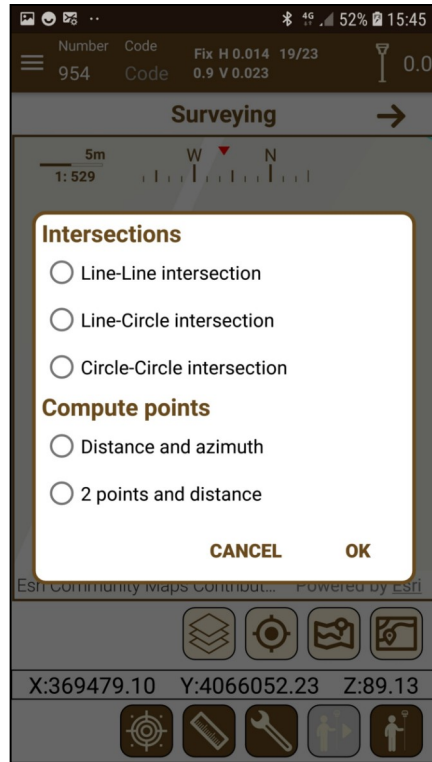 4G 52% 15:45
Number Code Fix H 0.014 19/23
954 Code 0.9 V 0.023 0.0
Surveying
5m W N
1: 529
Intersections
Line-Line intersection
Line-Circle intersection
Circle-Circle intersection
Compute points
Distance and azimuth
2 points and distance
CANCEL OK
Esri Community Maps Contribut... Powered by Esri
X:369479.10 Y:4066052.23 Z:89.13